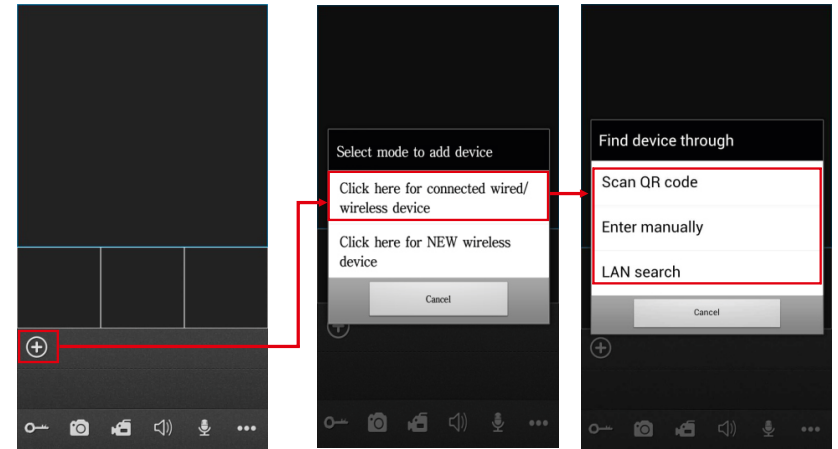 Select mode to add device
Click here for connected wired/
wireless device
Click here for NEW wireless
device
Cancel
Find device through
Scan QR code
Enter manually
LAN search
Cancel